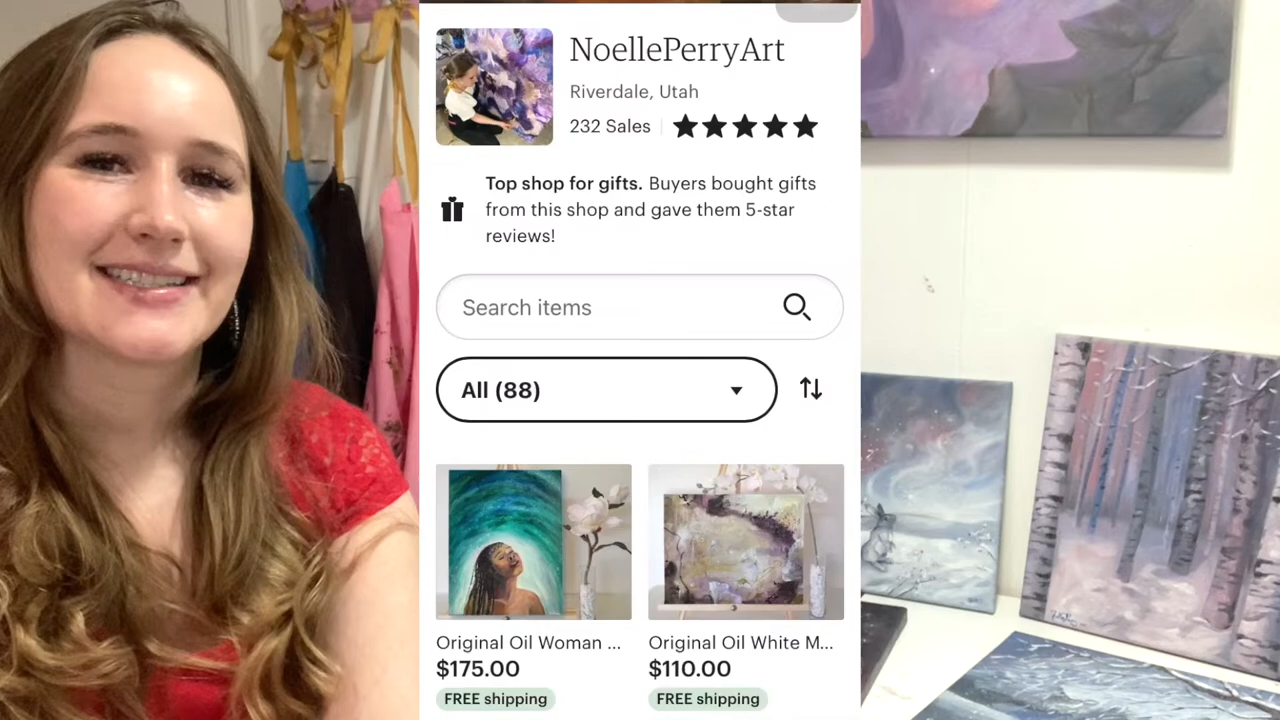 NoellePerryArt
Riverdale, Utah
232 Sales
Top shop for gifts. Buyers bought gifts
from this shop and gave them 5-star
reviews!
Search items
All (88)
Original Oil Woman ...
Original Oil White M...
$175.00
$110.00
FREE shipping
FREE shipping